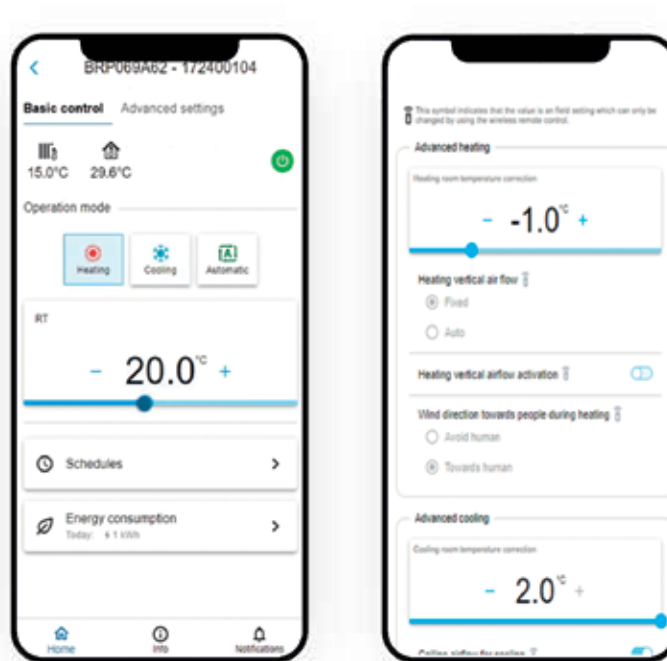 BRP069A62 - 172400104
Basic control Advanced settings
15.0°C 29.6°C
Operation mode
Heating Cooling Automatic
RT
- 20.0°C +
Schedules
Energy consumption
Today: 1 kWh
Home Info Notifications
This symbol indicates that the value is an field setting which can only be
changed by using the wireless remote control.
Advanced heating
Heating room temperature correction
- -1.0°C +
Heating vertical air flow
Fixed
Auto
Heating vertical airflow activation
Wind direction towards people during heating
Avoid human
Towards human
Advanced cooling
Cooling room temperature correction
- 2.0°C +